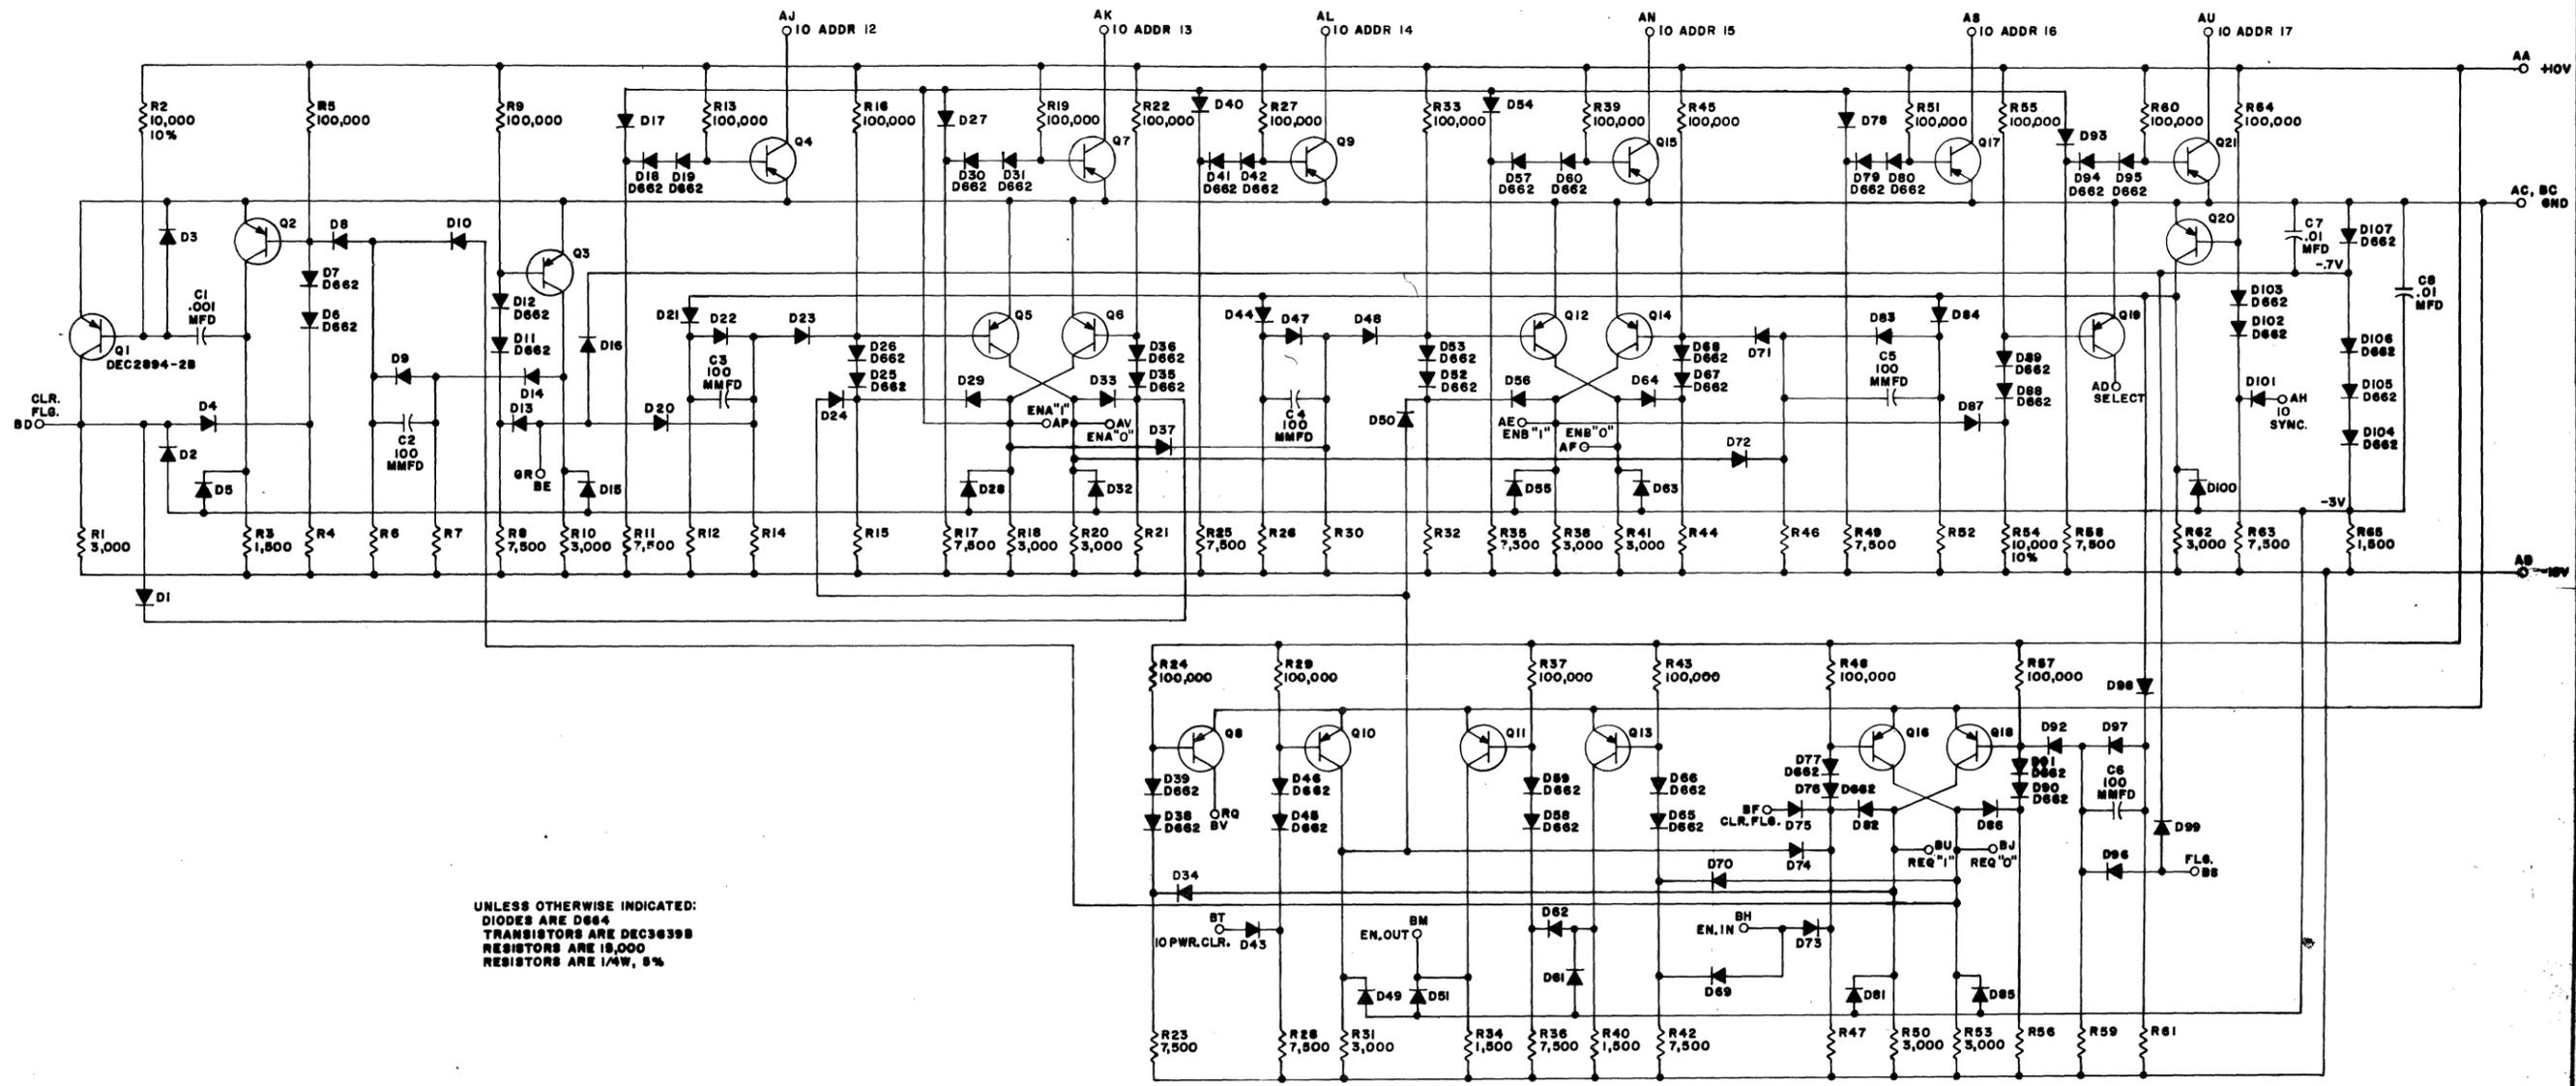 AJ
IO ADDR 12
AK
IO ADDR 13
AL
IO ADDR 14
AN
IO ADDR 15
AS
IO ADDR 16
AU
IO ADDR 17
AA
+10V
R2
10,000
10%
R5
100,000
R9
100,000
D17
R13
100,000
Q4
R16
100,000
D27
R19
100,000
Q7
R22
100,000
D40
R27
100,000
Q9
R33
100,000
D54
R39
100,000
Q15
R45
100,000
D78
R51
100,000
Q17
R55
100,000
D93
R60
100,000
Q21
R64
100,000
D18
D662
D19
D662
D30
D662
D31
D662
D41
D662
D42
D662
D57
D662
D60
D662
D79
D662
D80
D662
D94
D662
D95
D662
AC, BC
GND
D3
Q2
D8
D10
Q3
Q20
C7
.01
MFD
D107
D662
-.7V
C8
.01
MFD
C1
.001
MFD
D7
D662
D6
D662
D12
D662
D11
D662
D16
D21
D22
D23
Q5
Q6
D44
D47
D48
Q12
Q14
D71
D83
D84
Q19
D103
D662
D102
D662
D106
D662
Q1
DEC2894-2B
D9
D14
C3
100
MMFD
D26
D662
D25
D662
D36
D662
D35
D662
D53
D662
D52
D662
D68
D662
D67
D662
C5
100
MMFD
D89
D662
D88
D662
AD
SELECT
D101
AH
IO
SYNC.
D105
D662
D104
D662
CLR.
FLG.
BD
D4
D2
C2
100
MMFD
D13
D20
D24
D29
D33
ENA"1"
AP
AV
ENA"0"
D37
C4
100
MMFD
D50
D56
D64
AE
ENB"1"
ENB"0"
AF
D72
D87
D5
GR
BE
D15
D28
D32
D55
D63
D100
-3V
R1
3,000
R3
1,500
R4
R6
R7
R8
7,500
R10
3,000
R11
7,500
R12
R14
R15
R17
7,500
R18
3,000
R20
3,000
R21
R25
7,500
R26
R30
R32
R35
7,500
R38
3,000
R41
3,000
R44
R46
R49
7,500
R52
R54
10,000
10%
R58
7,500
R62
3,000
R63
7,500
R65
1,500
AB
-15V
D1
R24
100,000
R29
100,000
R37
100,000
R43
100,000
R48
100,000
R57
100,000
D98
Q8
Q10
Q11
Q13
Q16
Q18
D92
D97
D39
D662
D38
D662
RQ
BV
D46
D662
D45
D662
D59
D662
D58
D662
D66
D662
D65
D662
D77
D662
D76
D662
BF
CLR.FLG.
D75
D82
D86
D91
D662
D90
D662
C6
100
MMFD
D99
D34
D70
D74
BU
REQ"1"
BJ
REQ"0"
D96
FLG.
BS
UNLESS OTHERWISE INDICATED:
DIODES ARE D664
TRANSISTORS ARE DEC3639B
RESISTORS ARE 15,000
RESISTORS ARE 1/4W, 5%
BT
IO PWR.CLR.
D43
BM
EN.OUT
D62
BH
EN.IN
D73
D49
D51
D61
D69
D81
D85
R23
7,500
R28
7,500
R31
3,000
R34
1,500
R36
7,500
R40
1,500
R42
7,500
R47
R50
3,000
R53
3,000
R56
R59
R61